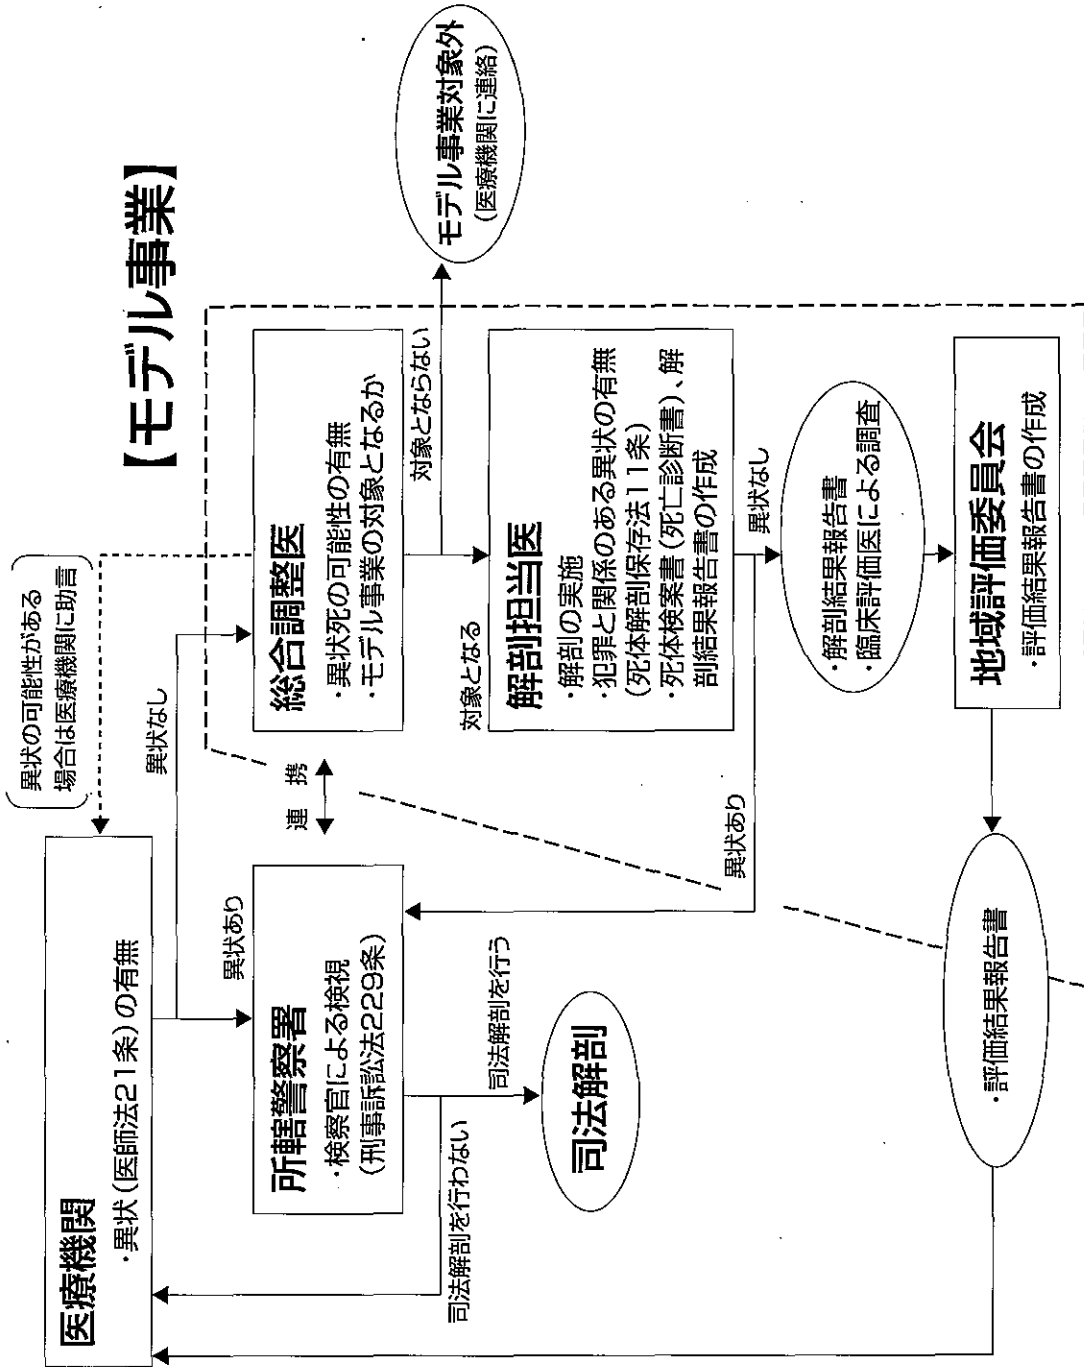 【モデル事業】
異状の可能性がある
場合は医療機関に助言
医療機関
・異状(医師法21条)の有無
異状なし
異状あり
総合調整医
・異状死の可能性の有無
・モデル事業の対象となるか
対象とならない
モデル事業対象外
(医療機関に連絡)
対象となる
連携
所轄警察署
・検察官による検視
(刑事訴訟法229条)
司法解剖を行わない
司法解剖を行う
司法解剖
解剖担当医
・解剖の実施
・犯罪と関係のある異状の有無
(死体解剖保存法11条)
・死体検案書(死亡診断書)、解
剖結果報告書の作成
異状あり
異状なし
・解剖結果報告書
・臨床評価医による調査
地域評価委員会
・評価結果報告書の作成
・評価結果報告書